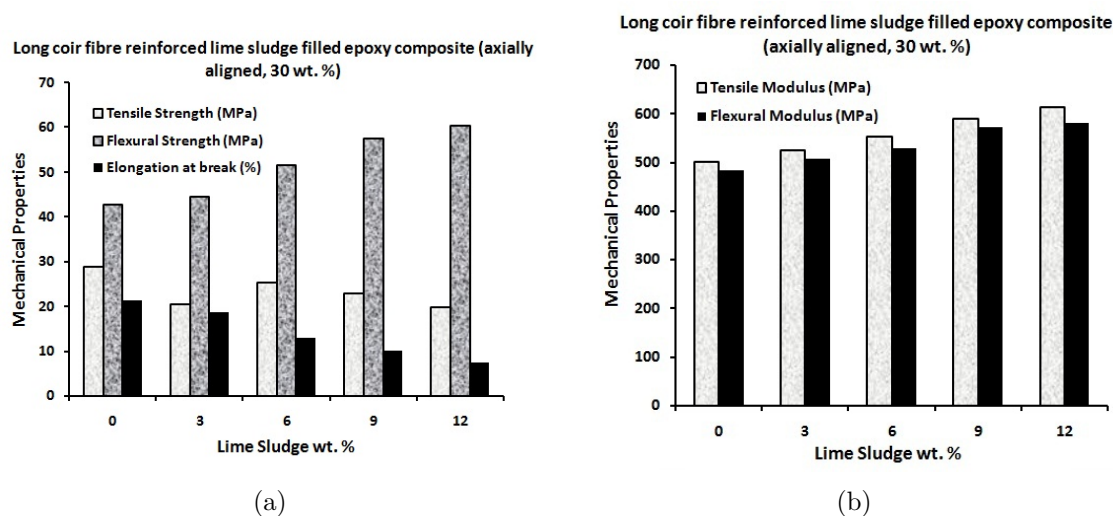 Long coir fibre reinforced lime sludge filled epoxy composite (axially
aligned, 30 wt. %)
70
60
50
40
30
20
10
0
Mechanical Properties
Tensile Strength (MPa)
Flexural Strength (MPa)
Elongation at break (%)
0 3 6 9 12
Lime Sludge wt. %
(a)
Long coir fibre reinforced lime sludge filled epoxy composite
(axially aligned, 30 wt. %)
700
600
500
400
300
200
100
0
Mechanical Properties
Tensile Modulus (MPa)
Flexural Modulus (MPa)
0 3 6 9 12
Lime Sludge wt. %
(b)